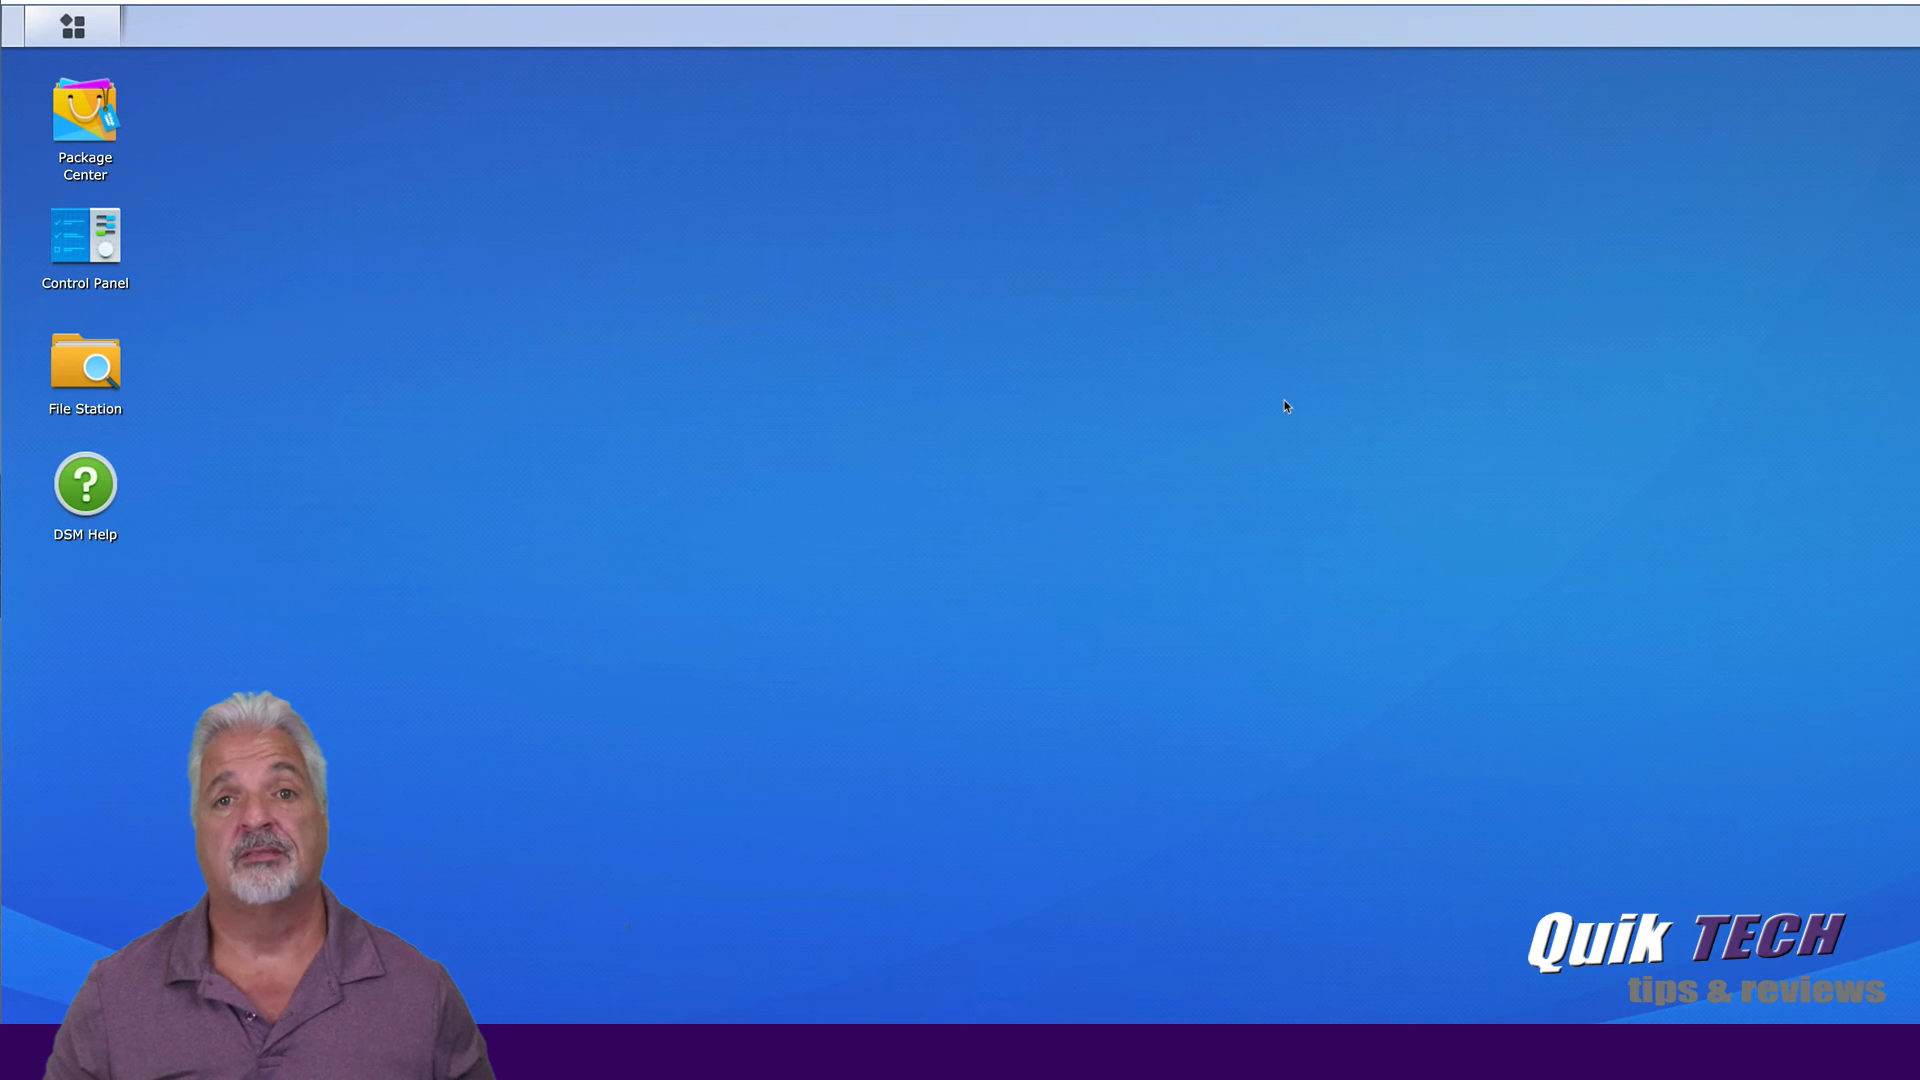 Package
Center
Control Panel
File Station
?
DSM Help
Quik TECH
tips & reviews